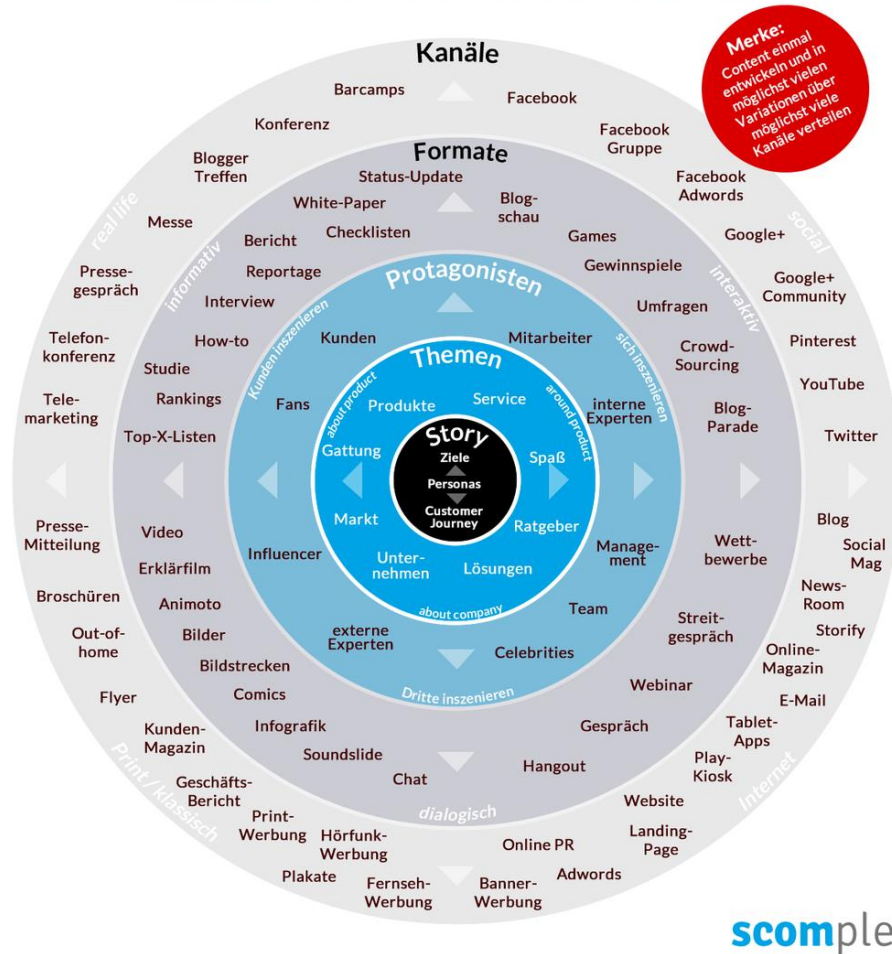 Merke:
Content einmal
entwickeln und in
möglichst vielen
Variationen über
möglichst viele
Kanäle verteilen
Kanäle
Barcamps
Facebook
Konferenz
Facebook
Gruppe
Blogger
Treffen
Facebook
Adwords
real life
social
Messe
Google+
Presse-
gespräch
Google+
Community
Telefon-
konferenz
Pinterest
YouTube
Tele-
marketing
Twitter
Presse-
Mitteilung
Blog
Social
Mag
Broschüren
News-
Room
Out-of-
home
Storify
Online-
Magazin
Flyer
E-Mail
Kunden-
Magazin
Tablet-
Apps
Print / klassisch
Play-
Kiosk
Internet
Geschäfts-
Bericht
Website
Print-
Werbung
Hörfunk-
Werbung
Landing-
Page
Online PR
Plakate
Adwords
Fernseh-
Werbung
Banner-
Werbung
Formate
Status-Update
White-Paper
Blog-
schau
Checklisten
Bericht
Games
informativ
interaktiv
Reportage
Gewinnspiele
Interview
Umfragen
How-to
Crowd-
Sourcing
Studie
Rankings
Blog-
Parade
Top-X-Listen
Video
Wett-
bewerbe
Erklärfilm
Animoto
Bilder
Streit-
gespräch
Bildstrecken
Comics
Webinar
Infografik
Gespräch
Soundslide
Hangout
Chat
dialogisch
Protagonisten
Kunden inszenieren
sich inszenieren
Kunden
Mitarbeiter
Fans
interne
Experten
Influencer
Manage-
ment
Team
externe
Experten
Celebrities
Dritte inszenieren
Themen
about product
around product
Produkte
Service
Gattung
Spaß
Markt
Ratgeber
Unter-
nehmen
Lösungen
about company
Story
Ziele
Personas
Customer
Journey
scomple